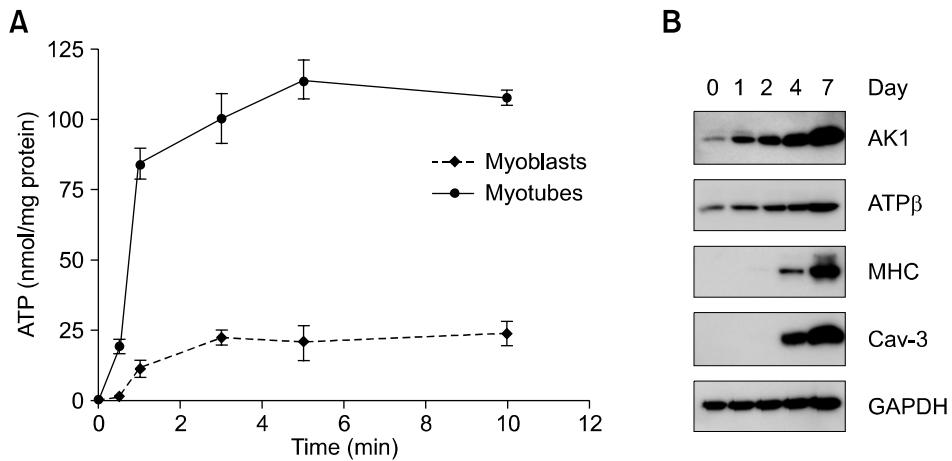 A
125
100
75
50
25
0
ATP (nmol/mg protein)
0 2 4 6 8 10 12
Time (min)
Myoblasts
Myotubes
B
0 1 2 4 7 Day
AK1
ATPβ
MHC
Cav-3
GAPDH